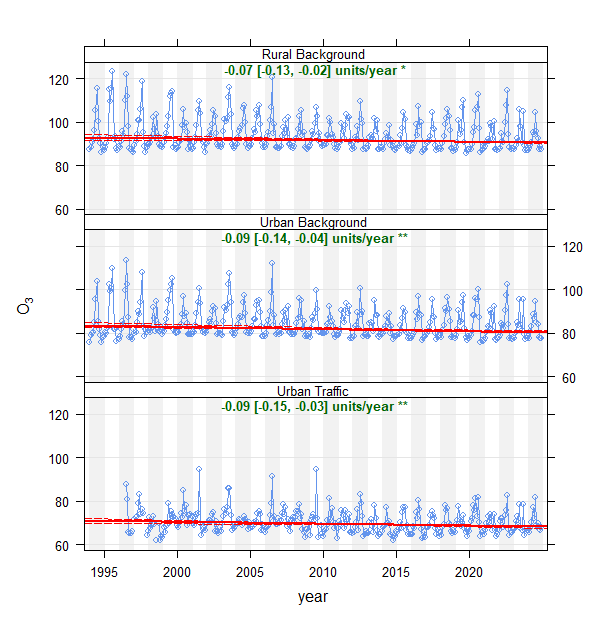 Rural Background
-0.07 [-0.13, -0.02] units/year *
120
100
80
60
Urban Background
-0.09 [-0.14, -0.04] units/year **
120
100
80
60
Urban Traffic
-0.09 [-0.15, -0.03] units/year **
120
100
80
60
O₃
1995 2000 2005 2010 2015 2020
year